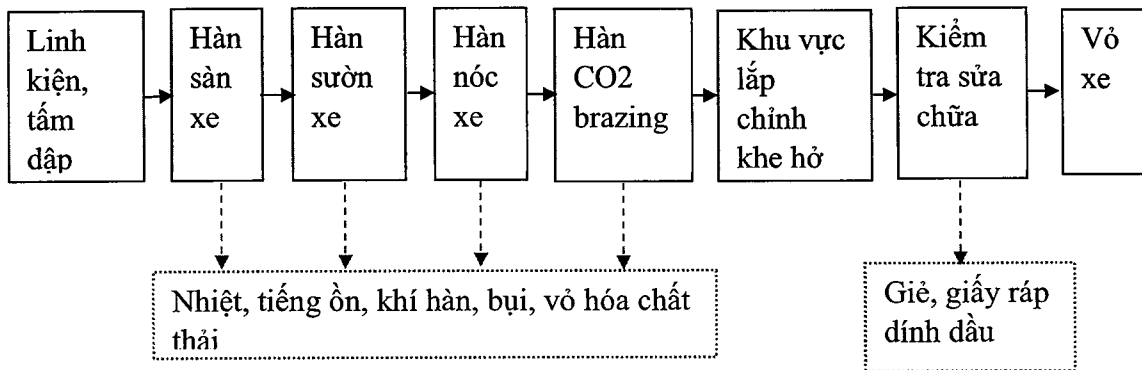 Linh
kiện,
tấm
dập
Hàn
sàn
xe
Hàn
sườn
xe
Hàn
nóc
xe
Hàn
CO2
brazing
Khu vực
lắp
chỉnh
khe hở
Kiểm
tra sửa
chữa
Vỏ
xe
Nhiệt, tiếng ồn, khí hàn, bụi, vỏ hóa chất
thải
Giẻ, giấy ráp
dính dầu